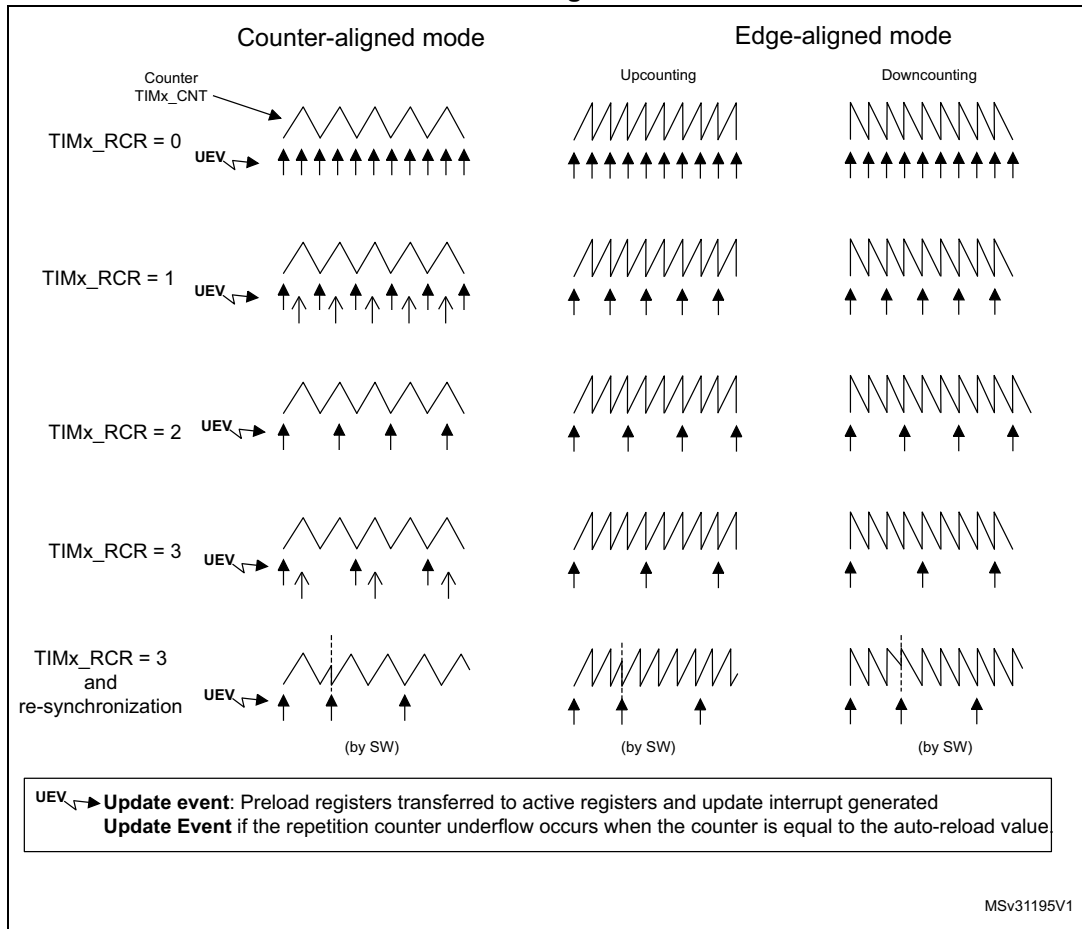 Counter-aligned mode
Edge-aligned mode
Counter
TIMx_CNT
Upcounting
Downcounting
TIMx_RCR = 0
UEV
TIMx_RCR = 1
UEV
TIMx_RCR = 2
UEV
TIMx_RCR = 3
UEV
TIMx_RCR = 3
and
re-synchronization
UEV
(by SW)
(by SW)
(by SW)
UEV Update event: Preload registers transferred to active registers and update interrupt generated
Update Event if the repetition counter underflow occurs when the counter is equal to the auto-reload value.
MSv31195V1